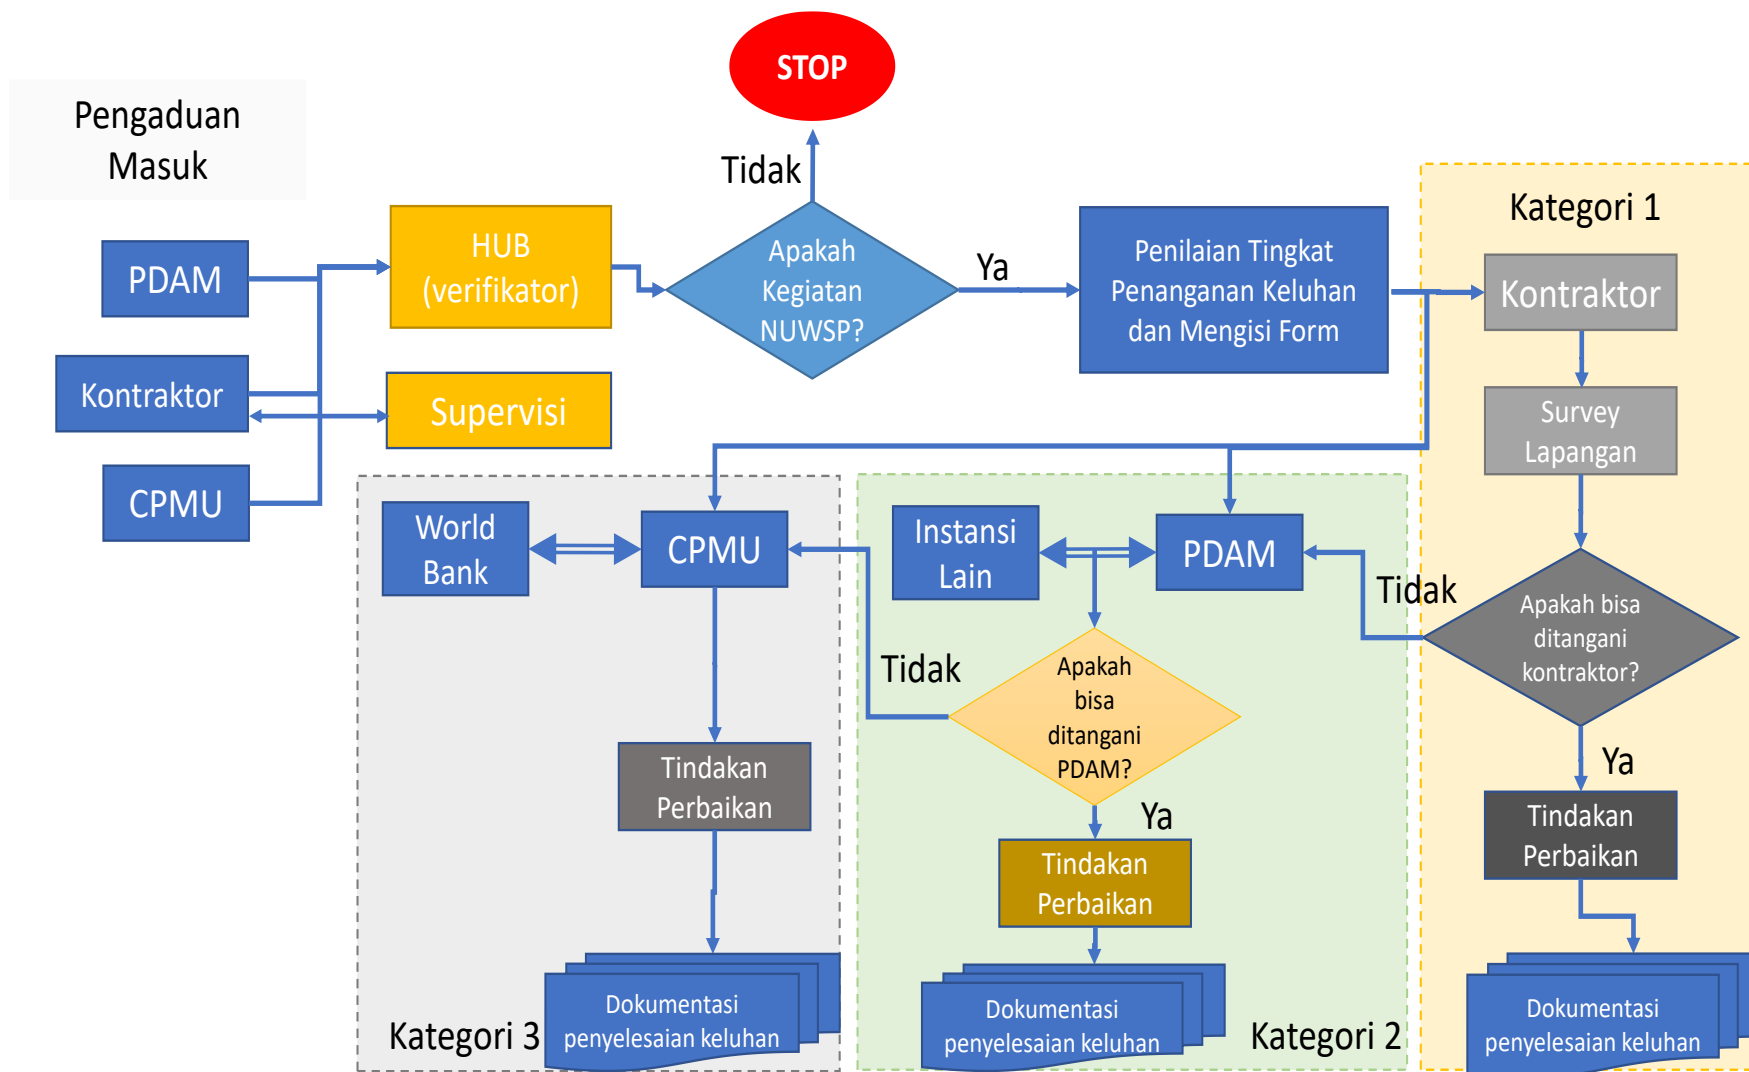 STOP
Pengaduan
Masuk
Tidak
Kategori 1
PDAM
HUB
(verifikator)
Apakah
Kegiatan
NUWSP?
Ya
Penilaian Tingkat
Penanganan Keluhan
dan Mengisi Form
Kontraktor
Kontraktor
Supervisi
Survey
Lapangan
CPMU
World
Bank
CPMU
Instansi
Lain
PDAM
Tidak
Apakah bisa
ditangani
kontraktor?
Tidak
Apakah
bisa
ditangani
PDAM?
Ya
Tindakan
Perbaikan
Ya
Tindakan
Perbaikan
Tindakan
Perbaikan
Kategori 3
Dokumentasi
penyelesaian keluhan
Dokumentasi
penyelesaian keluhan
Kategori 2
Dokumentasi
penyelesaian keluhan